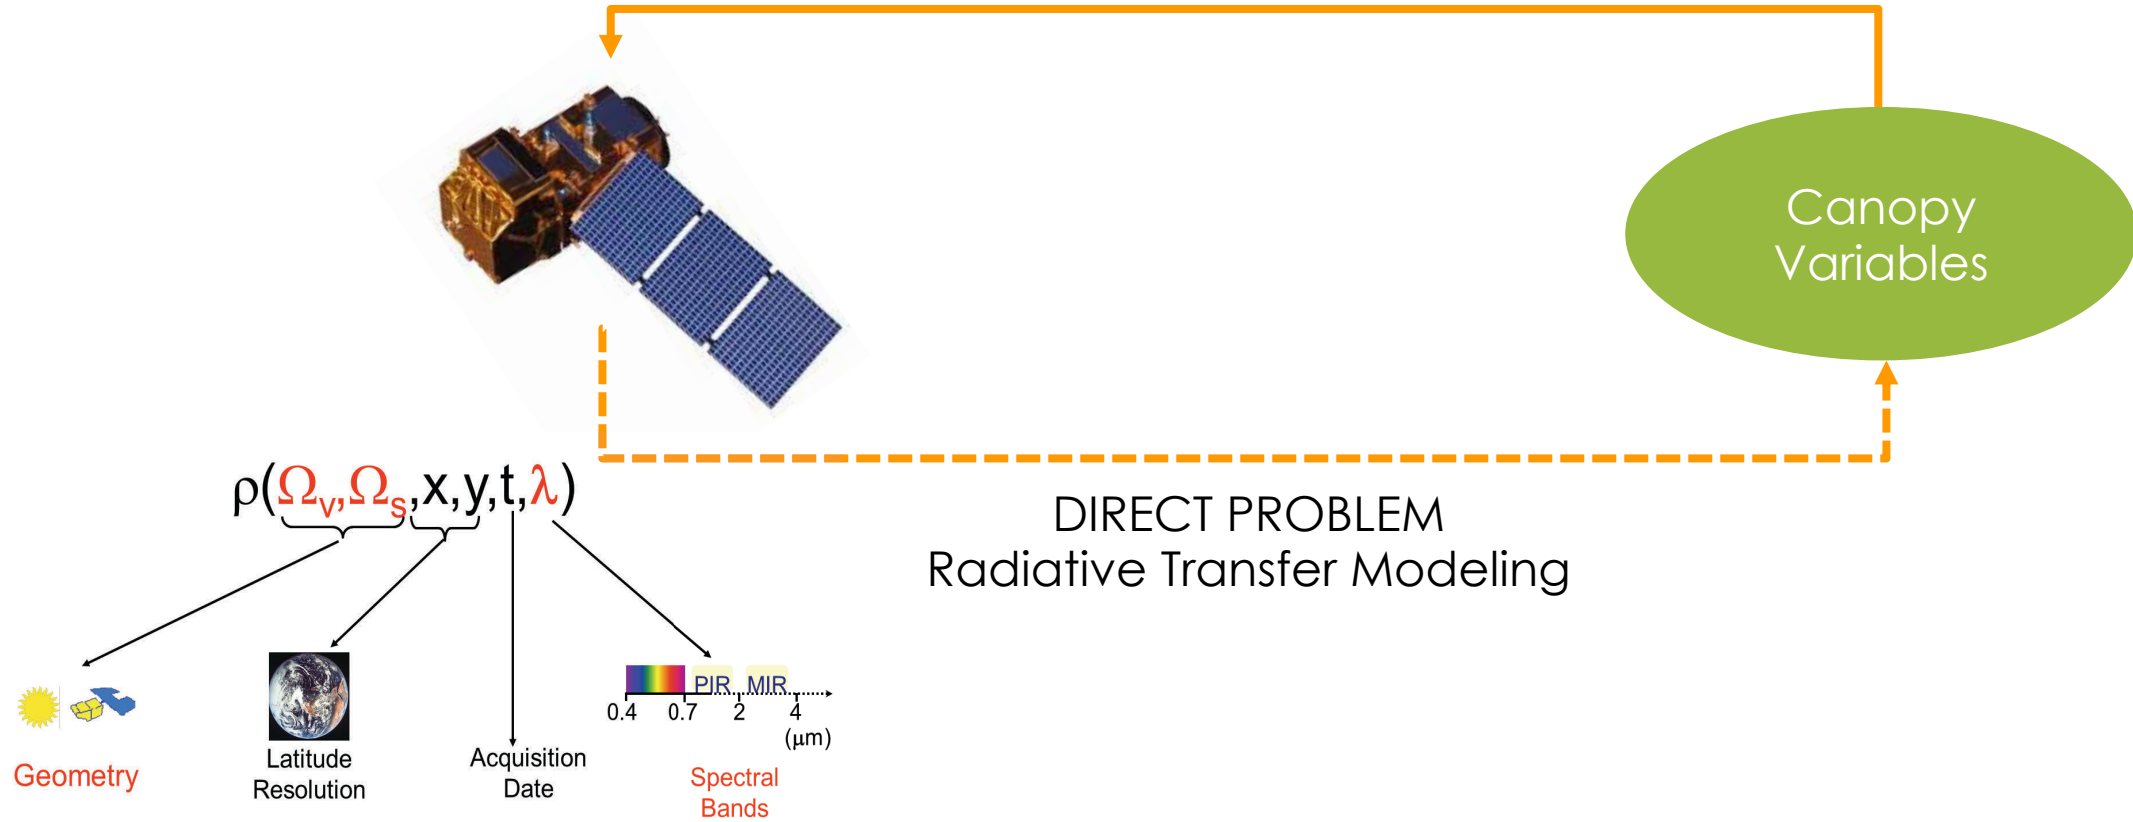 Canopy
Variables
ρ(Ωv,Ωs,x,y,t,λ)
DIRECT PROBLEM
Radiative Transfer Modeling
PIR MIR
0.4 0.7 2 4
(μm)
Geometry
Latitude
Resolution
Acquisition
Date
Spectral
Bands